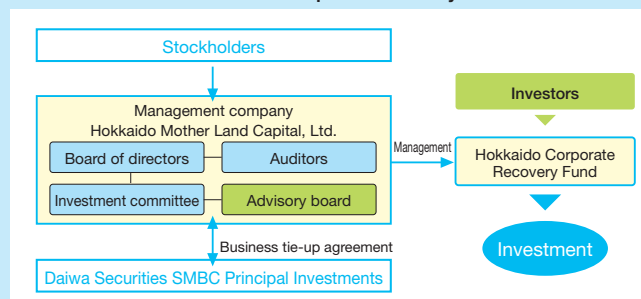 Stockholders
Management company
Hokkaido Mother Land Capital, Ltd.
Board of directors
Auditors
Investment committee
Advisory board
Management
Investors
Hokkaido Corporate
Recovery Fund
Investment
Business tie-up agreement
Daiwa Securities SMBC Principal Investments